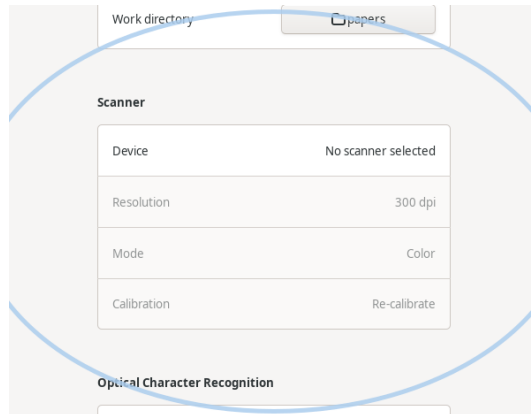 Work directory papers
Scanner
Device No scanner selected
Resolution 300 dpi
Mode Color
Calibration Re-calibrate
Optical Character Recognition